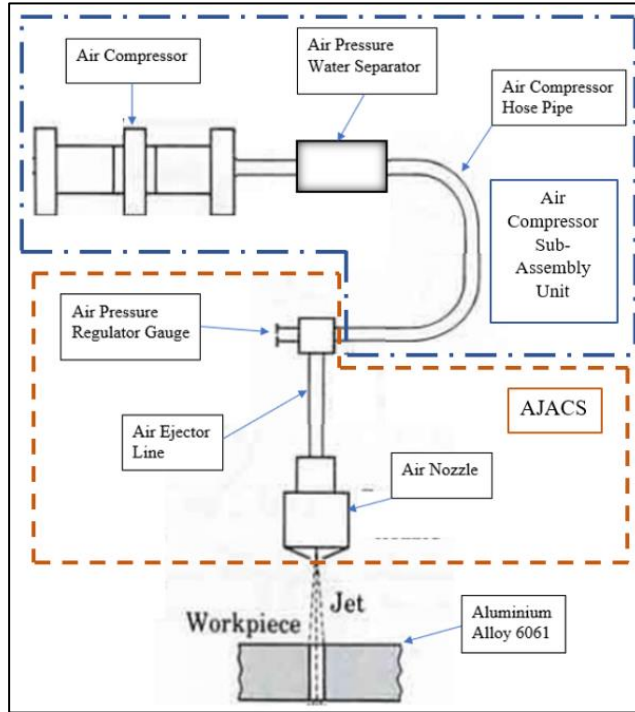 Air Compressor
Air Pressure
Water Separator
Air Compressor
Hose Pipe
Air
Compressor
Sub-
Assembly
Unit
Air Pressure
Regulator Gauge
AJACS
Air Ejector
Line
Air Nozzle
Jet
Workpiece
Aluminium
Alloy 6061